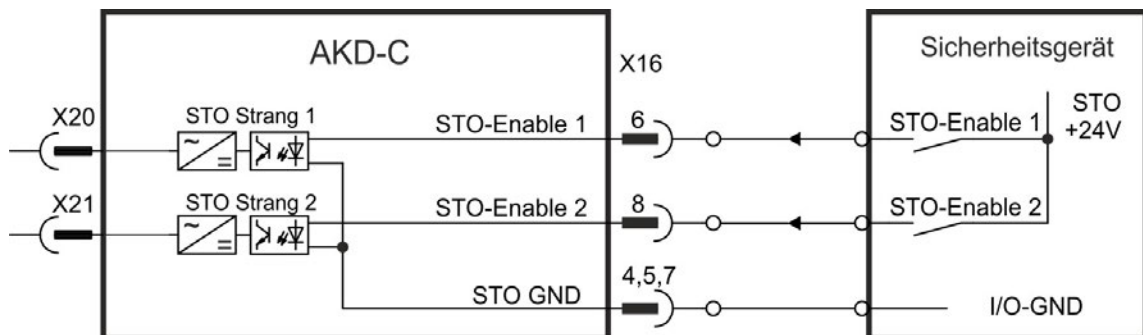 AKD-C
X16
Sicherheitsgerät
X20
STO Strang 1
STO-Enable 1
6
STO-Enable 1
STO
+24V
X21
STO Strang 2
STO-Enable 2
8
STO-Enable 2
STO GND
4,5,7
I/O-GND